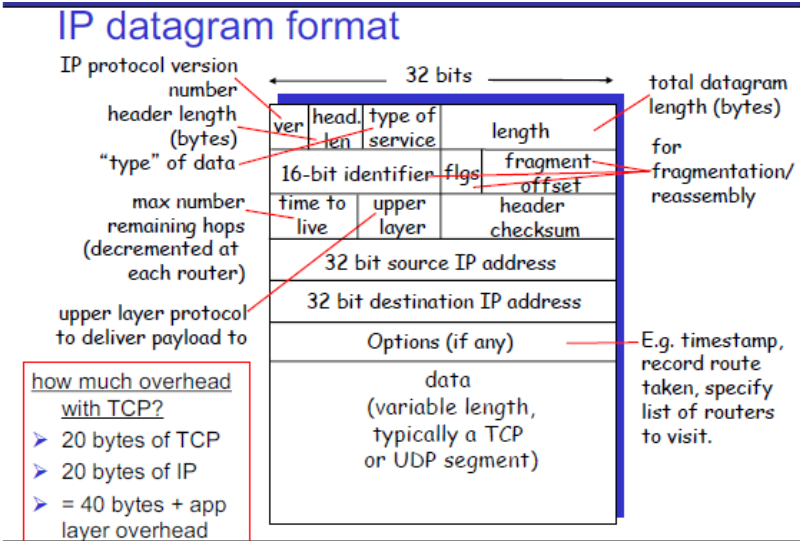 IP datagram format
IP protocol version
number
header length
(bytes)
"type" of data
max number
remaining hops
(decremented at
each router)
upper layer protocol
to deliver payload to
how much overhead
with TCP?
➢ 20 bytes of TCP
➢ 20 bytes of IP
➢ = 40 bytes + app
layer overhead
32 bits
ver
head.
len
type of
service
length
16-bit identifier
flgs
fragment
offset
time to
live
upper
layer
header
checksum
32 bit source IP address
32 bit destination IP address
Options (if any)
data
(variable length,
typically a TCP
or UDP segment)
total datagram
length (bytes)
for
fragmentation/
reassembly
E.g. timestamp,
record route
taken, specify
list of routers
to visit.